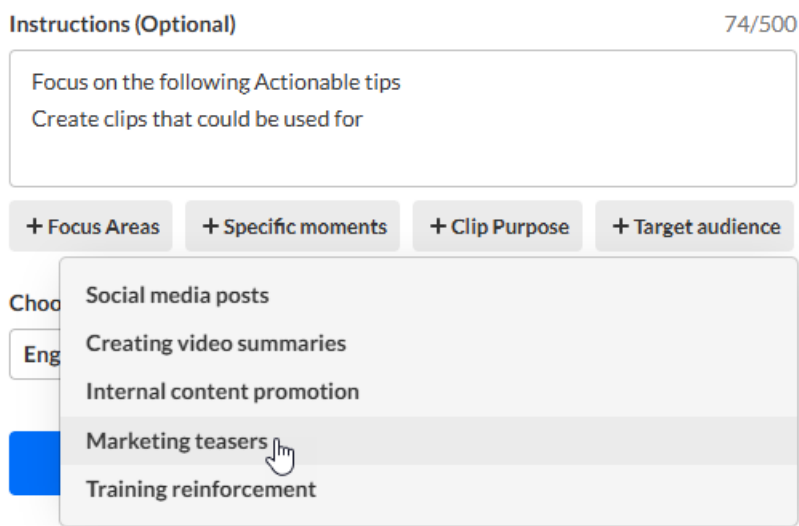 Instructions (Optional) 74/500
Focus on the following Actionable tips
Create clips that could be used for
+ Focus Areas + Specific moments + Clip Purpose + Target audience
Choo
Social media posts
Eng
Creating video summaries
Internal content promotion
Marketing teasers
Training reinforcement